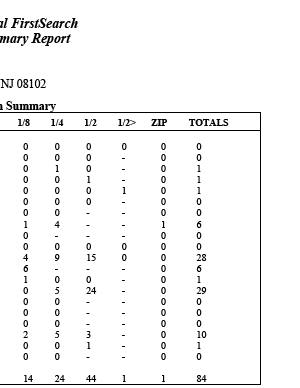 al FirstSearch
mary Report
NJ 08102
n Summary
1/8 1/4 1/2 1/2> ZIP TOTALS
0 0 0 0 0 0
0 0 0 - 0 0
0 1 0 - 0 1
0 0 1 - 0 1
0 0 0 1 0 1
0 0 0 - 0 0
0 0 - - 0 0
1 4 - - 1 6
0 - - - 0 0
0 0 0 0 0 0
4 9 15 0 0 28
6 - - - 0 6
1 0 0 - 0 1
0 5 24 - 0 29
0 0 - - 0 0
0 0 - - 0 0
0 0 - - 0 0
2 5 3 - 0 10
0 0 1 - 0 1
0 0 - - 0 0
14 24 44 1 1 84